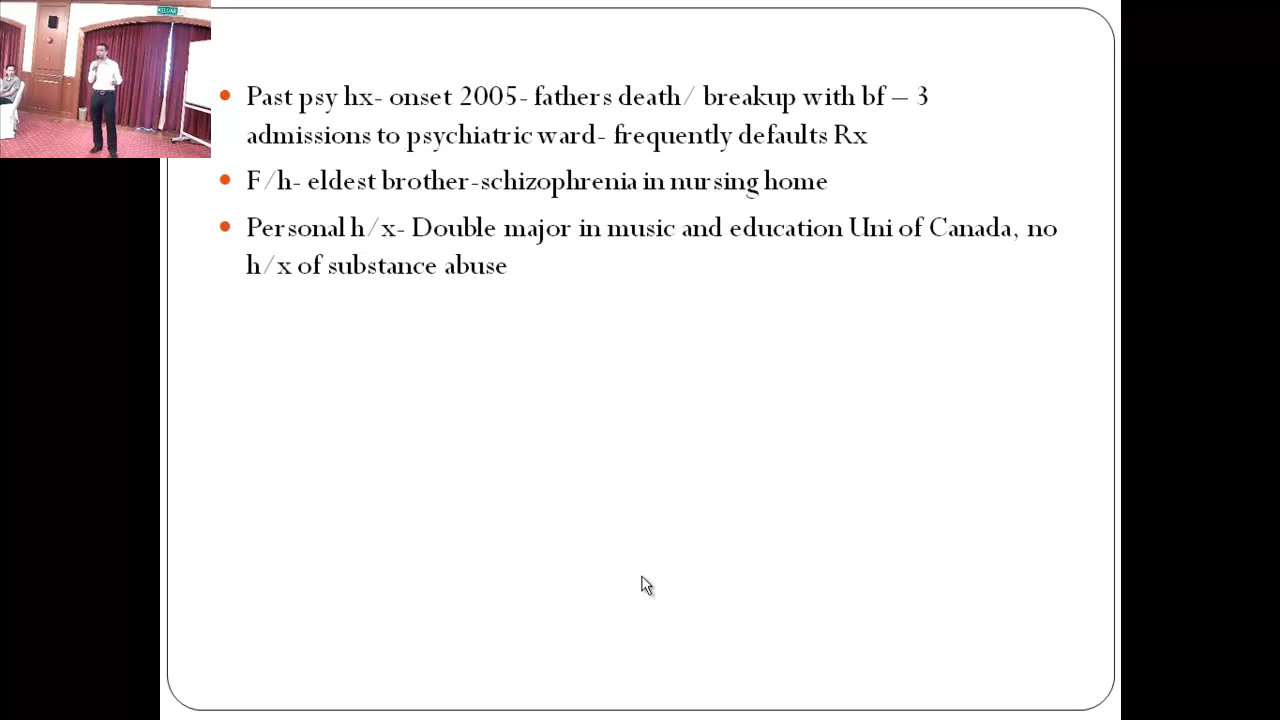 KELUAR
Past psy hx- onset 2005- fathers death/ breakup with bf – 3
admissions to psychiatric ward- frequently defaults Rx
F/h- eldest brother-schizophrenia in nursing home
Personal h/x- Double major in music and education Uni of Canada, no
h/x of substance abuse